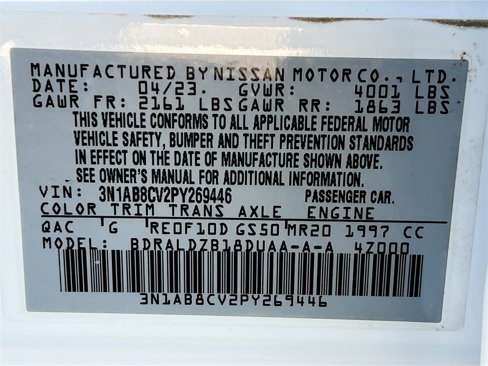 MANUFACTURED BY NISSAN MOTOR CO., LTD.
DATE: 04/23. GVWR: 4001 LBS
GAWR FR: 2161 LBS GAWR RR: 1863 LBS
THIS VEHICLE CONFORMS TO ALL APPLICABLE FEDERAL MOTOR
VEHICLE SAFETY, BUMPER AND THEFT PREVENTION STANDARDS
IN EFFECT ON THE DATE OF MANUFACTURE SHOWN ABOVE.
SEE OWNER'S MANUAL FOR ADDITIONAL INFORMATION.
VIN: 3N1AB8CV2PY269446 PASSENGER CAR.
COLOR TRIM TRANS AXLE ENGINE
QAC G RE0F10D GS50 MR20 1997 CC
MODEL: BDRALDZB18DUAA-A-A 4Z000
3N1AB8CV2PY269446